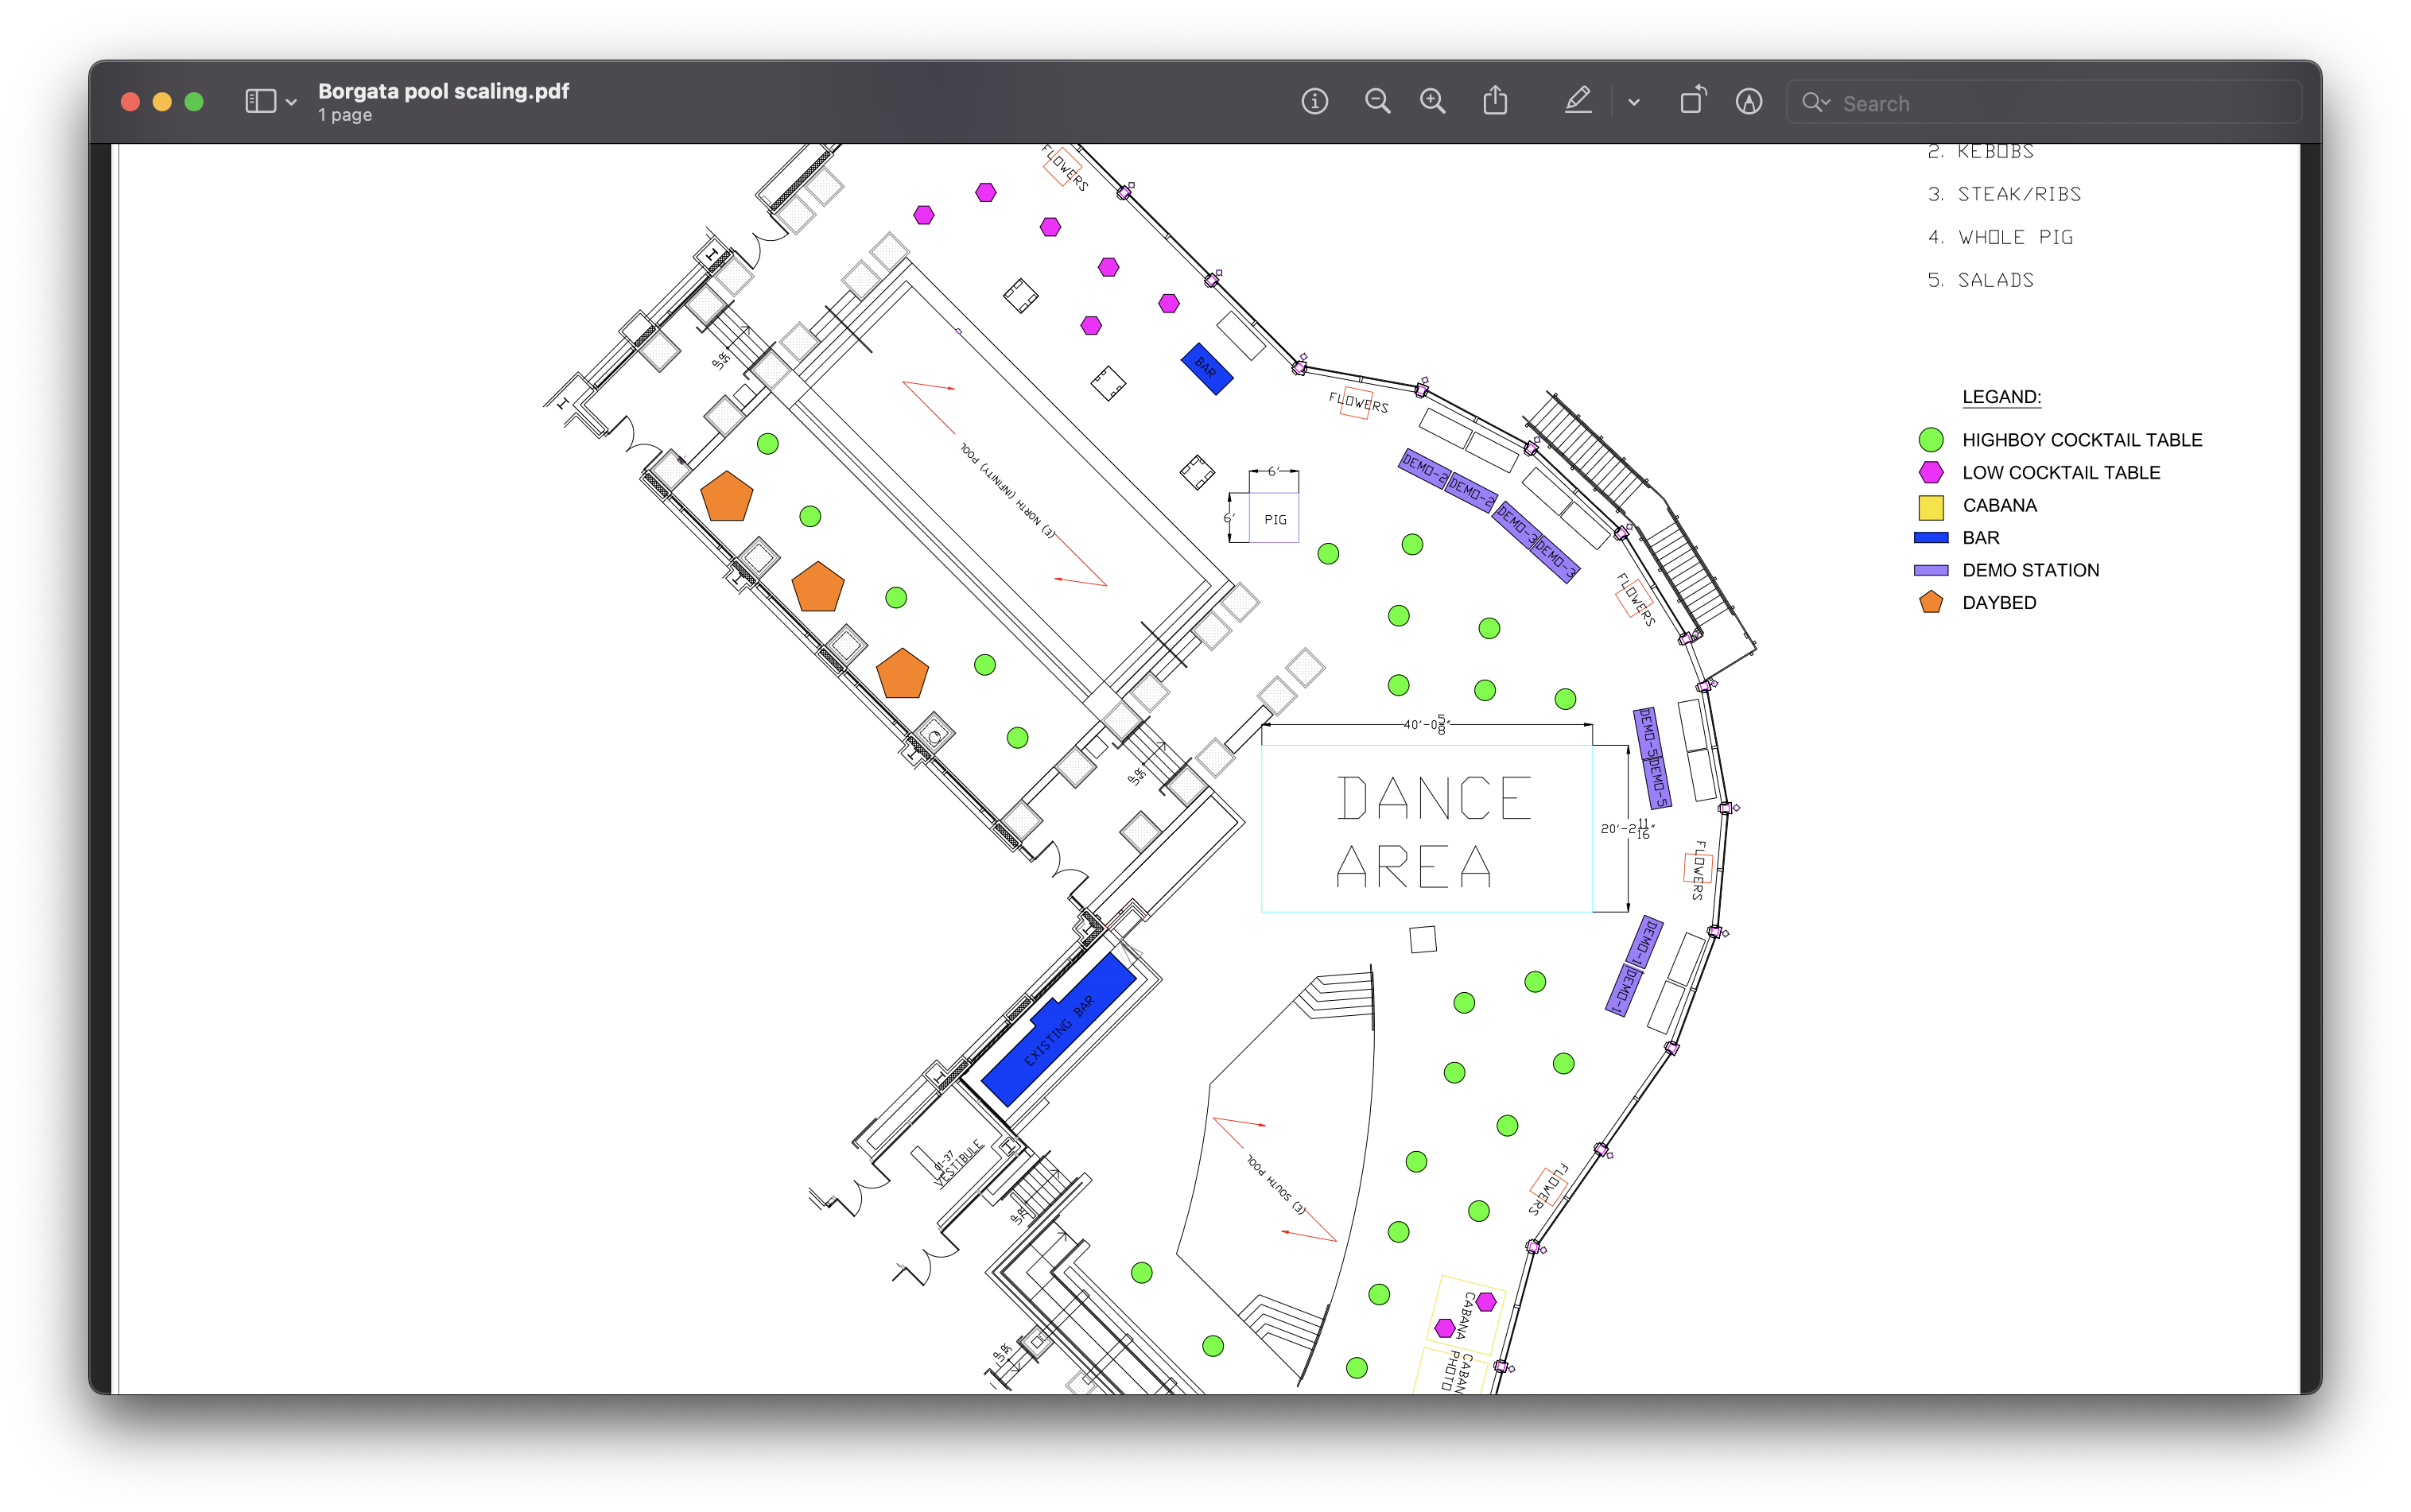 Borgata pool scaling.pdf
1 page
Search
2. KEBOBS
3. STEAK/RIBS
4. WHOLE PIG
5. SALADS
LEGAND:
HIGHBOY COCKTAIL TABLE
LOW COCKTAIL TABLE
CABANA
BAR
DEMO STATION
DAYBED
FLOWERS
BAR
FLOWERS
DEMO-2
DEMO-2
DEMO-3
DEMO-3
6'
6'
PIG
(E) NORTH (INFINITY) POOL
FLOWERS
40'-0 5/8"
DANCE
AREA
20'-2 11/16"
DEMO-5
DEMO-5
FLOWERS
DEMO-1
DEMO-1
EXISTING BAR
01-37
VESTIBULE
(E) SOUTH POOL
FLOWERS
CABANA
CABAN
PHOTO